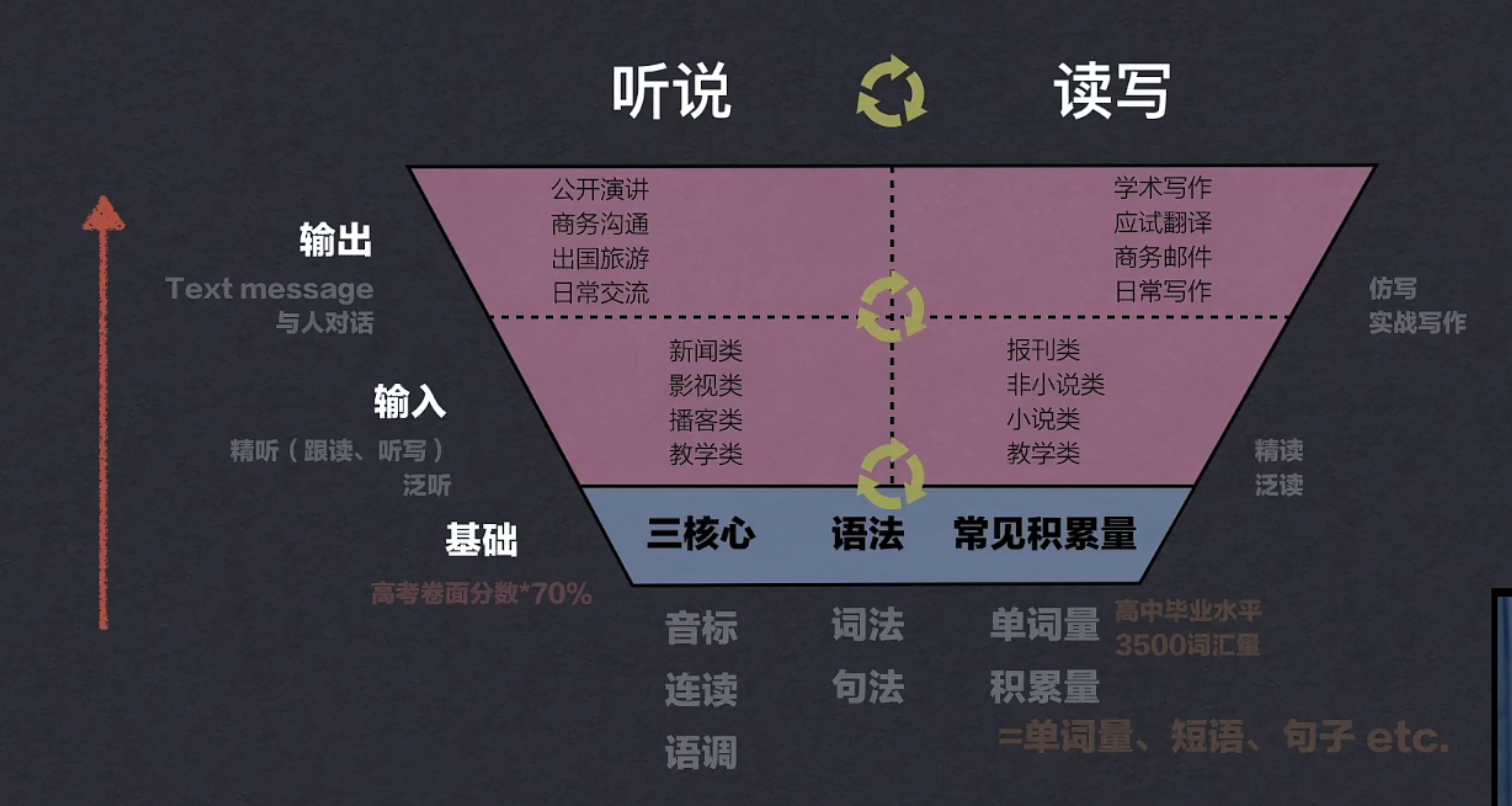 听说
读写
公开演讲
商务沟通
出国旅游
日常交流
学术写作
应试翻译
商务邮件
日常写作
输出
Text message
与人对话
仿写
实战写作
新闻类
影视类
播客类
教学类
报刊类
非小说类
小说类
教学类
输入
精听（跟读、听写）
泛听
精读
泛读
基础
高考卷面分数*70%
三核心
语法
常见积累量
音标
连读
语调
词法
句法
单词量
积累量
高中毕业水平
3500词汇量
=单词量、短语、句子 etc.